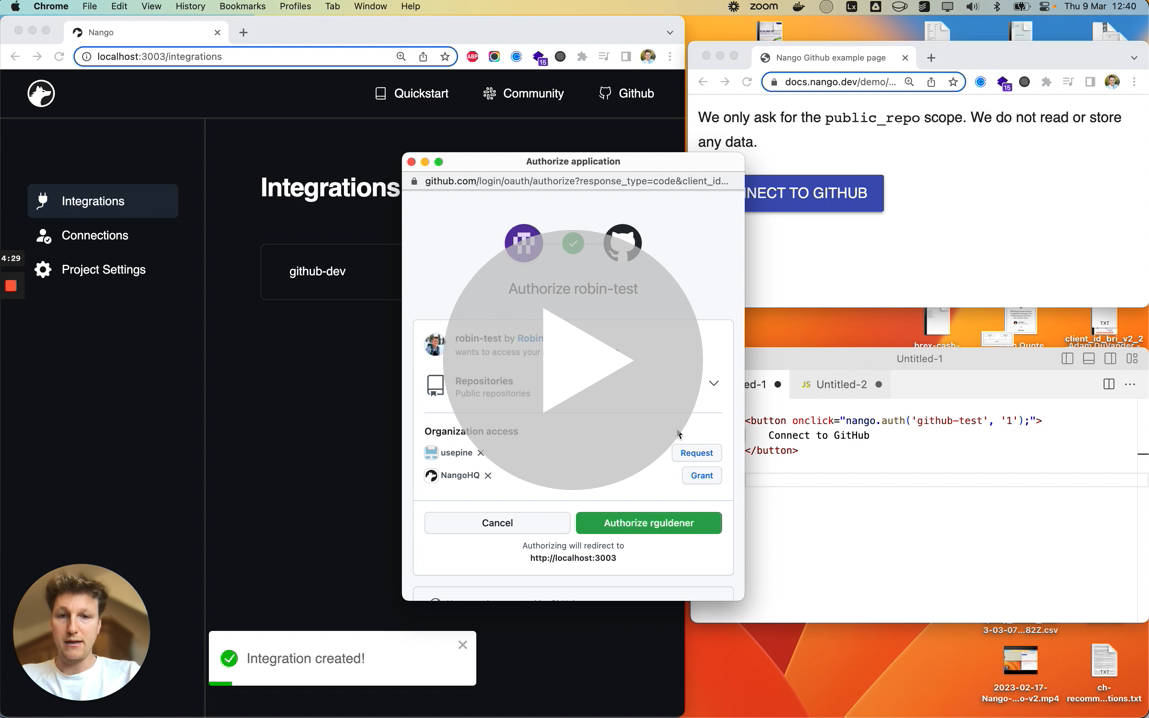 Chrome File Edit View History Bookmarks Profiles Tab Window Help
zoom Thu 9 Mar 12:40
Nango
localhost:3003/integrations
15
Quickstart Community Github
Integrations
Connections
Project Settings
4:29
Integrations
github-dev
Integration created!
Authorize application
github.com/login/oauth/authorize?response_type=code&client_id...
Authorize robin-test
robin-test by Robin
wants to access your
Repositories
Public repositories
Organization access
usepine
Request
NangoHQ
Grant
Cancel
Authorize rguldener
Authorizing will redirect to
http://localhost:3003
Nango Github example page
docs.nango.dev/demo/...
15
We only ask for the public_repo scope. We do not read or store
any data.
NECT TO GITHUB
brex-cash- Quote
TXT
client_id_bri_v2_2
Untitled-1
ed-1 JS Untitled-2
<button onclick="nango.auth('github-test', '1');">
Connect to GitHub
</button>
3-03-07...82Z.csv
TXT
2023-02-17-
Nango-...o-v2.mp4
ch-
recomm...tions.txt